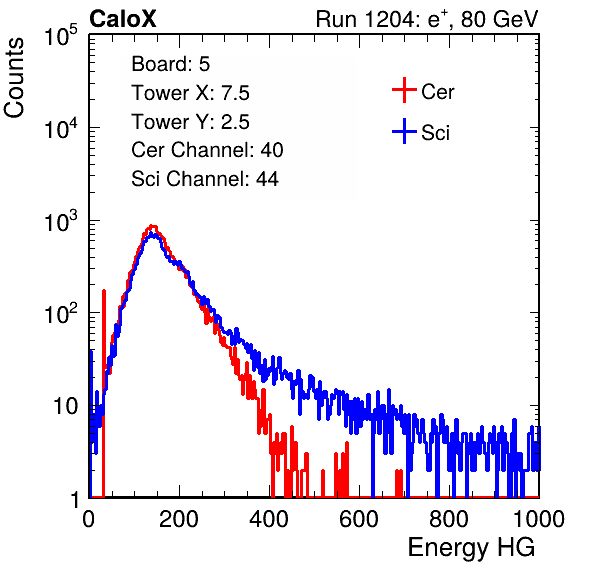 CaloX Run 1204: e⁺, 80 GeV
Counts
10⁵
10⁴
10³
10²
10
1
Board: 5
Tower X: 7.5
Tower Y: 2.5
Cer Channel: 40
Sci Channel: 44
Cer
Sci
0 200 400 600 800 1000
Energy HG